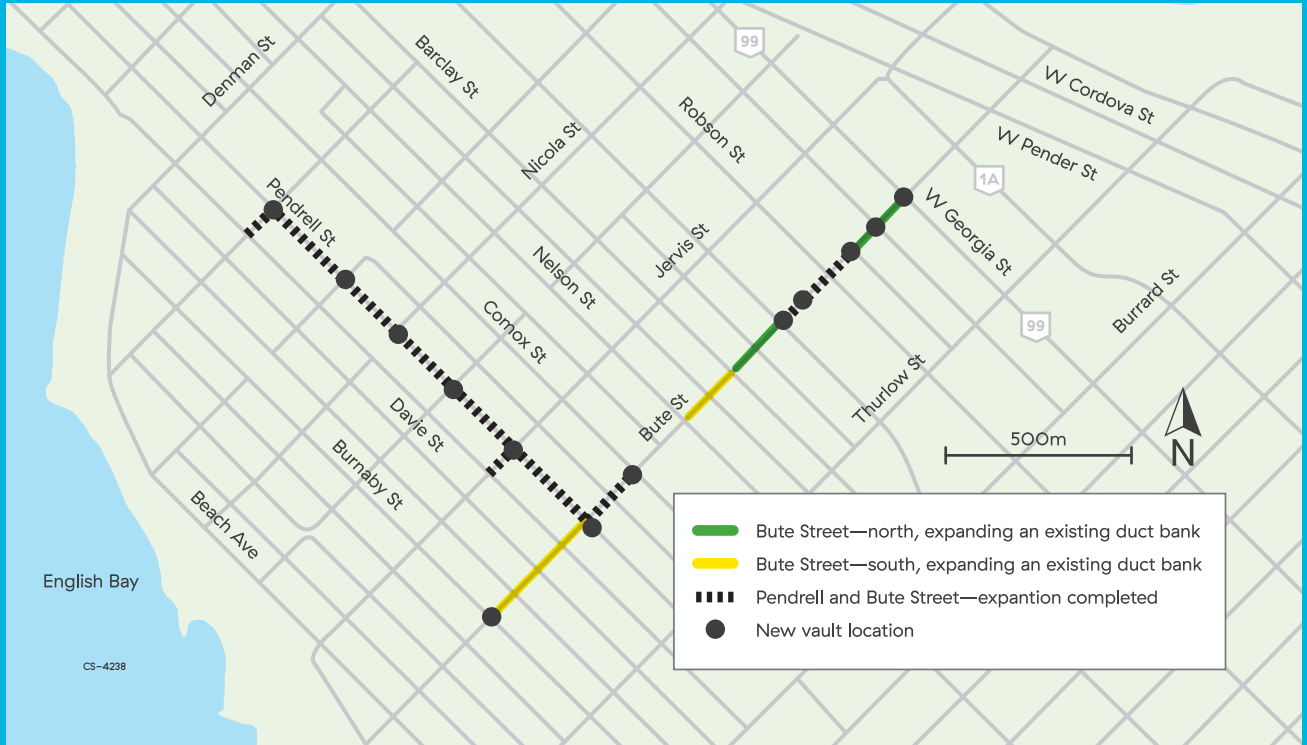 Denman St
Barclay St
99
W Cordova St
Robson St
Nicola St
W Pender St
1A
Pendrell St
W Georgia St
Jervis St
Nelson St
Burrard St
Comox St
99
Thurlow St
Bute St
Davie St
500m
N
Burnaby St
Beach Ave
English Bay
CS-4238
Bute Street—north, expanding an existing duct bank
Bute Street—south, expanding an existing duct bank
Pendrell and Bute Street—expantion completed
New vault location